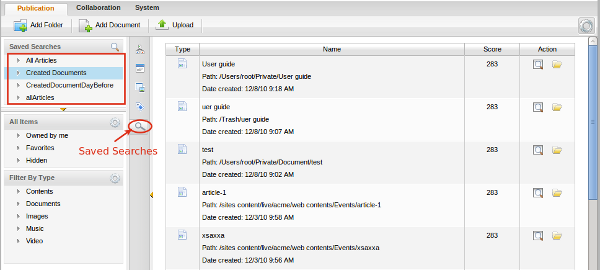 Publication Collaboration System
Add Folder Add Document Upload
Saved Searches
All Articles
Created Documents
CreatedDocumentDayBefore
allArticles
All Items
Owned by me
Favorites
Hidden
Filter By Type
Contents
Documents
Images
Music
Video
Saved Searches
Type Name Score Action
User guide 283
Path: /Users/root/Private/User guide
Date created: 12/8/10 9:18 AM
uer guide 283
Path: /Trash/uer guide
Date created: 12/8/10 9:07 AM
test 283
Path: /Users/root/Private/Document/test
Date created: 12/8/10 9:02 AM
article-1 283
Path: /sites content/live/acme/web contents/Events/article-1
Date created: 12/3/10 9:58 AM
xsaxxa 283
Path: /sites content/live/acme/web contents/Events/xsaxxa
Date created: 12/3/10 9:56 AM